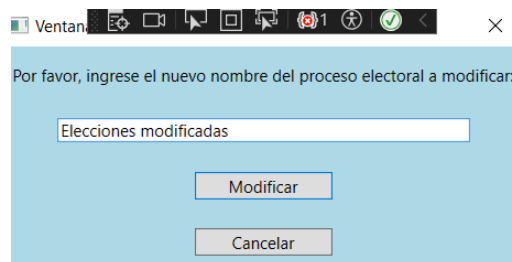 Ventan
1
Por favor, ingrese el nuevo nombre del proceso electoral a modificar:
Elecciones modificadas
Modificar
Cancelar